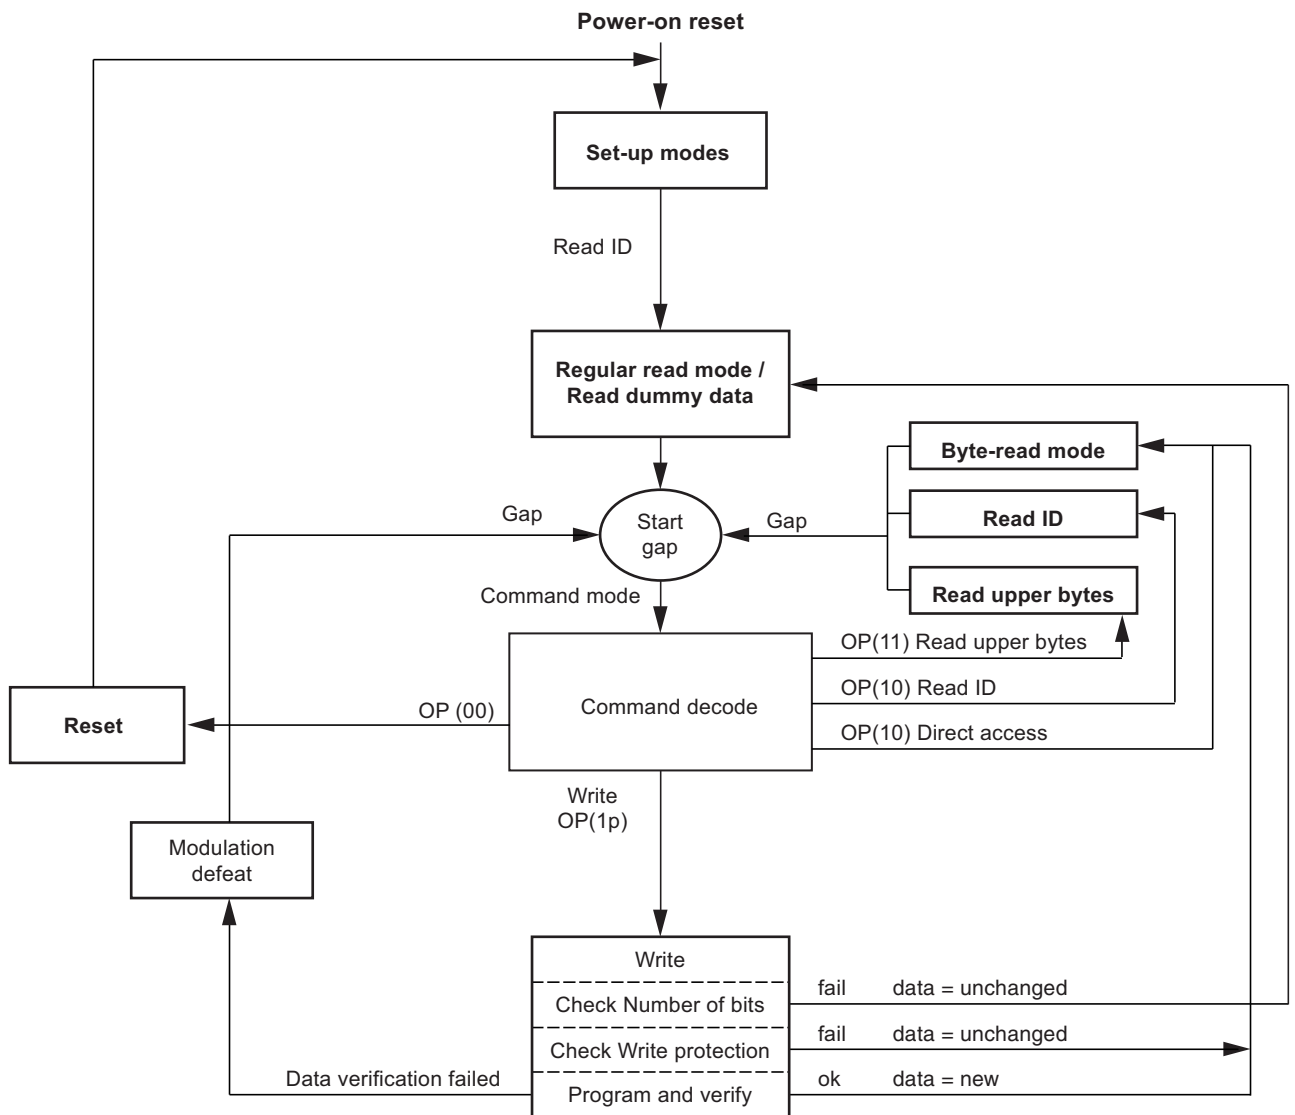 Power-on reset
Set-up modes
Read ID
Regular read mode /
Read dummy data
Byte-read mode
Gap
Start
gap
Gap
Read ID
Command mode
Read upper bytes
OP(11) Read upper bytes
OP(10) Read ID
OP (00)
Command decode
Reset
OP(10) Direct access
Write
OP(1p)
Modulation
defeat
Write
Check Number of bits
fail data = unchanged
Check Write protection
fail data = unchanged
Data verification failed
Program and verify
ok data = new